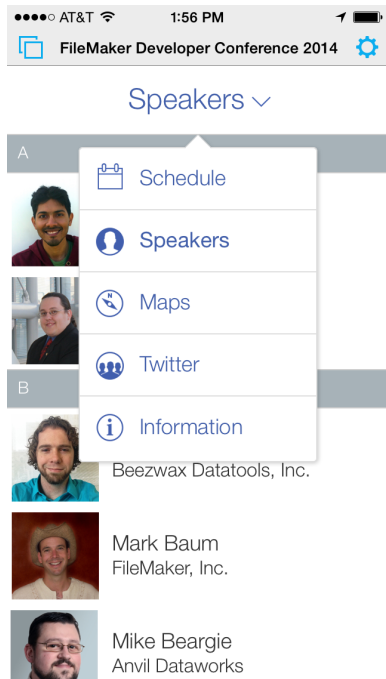 AT&T 1:56 PM
FileMaker Developer Conference 2014
Speakers
A
Schedule
Speakers
Maps
Twitter
B
Information
Beezwax Datatools, Inc.
Mark Baum
FileMaker, Inc.
Mike Beargie
Anvil Dataworks